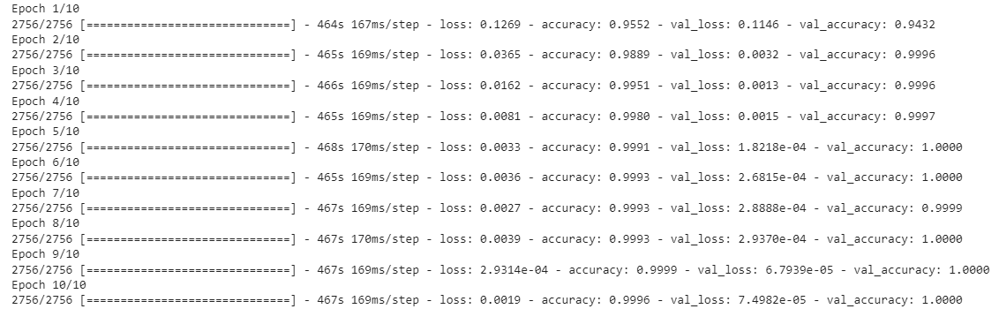 Epoch 1/10
2756/2756 [==============================] - 464s 167ms/step - loss: 0.1269 - accuracy: 0.9552 - val_loss: 0.1146 - val_accuracy: 0.9432
Epoch 2/10
2756/2756 [==============================] - 465s 169ms/step - loss: 0.0365 - accuracy: 0.9889 - val_loss: 0.0032 - val_accuracy: 0.9996
Epoch 3/10
2756/2756 [==============================] - 466s 169ms/step - loss: 0.0162 - accuracy: 0.9951 - val_loss: 0.0013 - val_accuracy: 0.9996
Epoch 4/10
2756/2756 [==============================] - 465s 169ms/step - loss: 0.0081 - accuracy: 0.9980 - val_loss: 0.0015 - val_accuracy: 0.9997
Epoch 5/10
2756/2756 [==============================] - 468s 170ms/step - loss: 0.0033 - accuracy: 0.9991 - val_loss: 1.8218e-04 - val_accuracy: 1.0000
Epoch 6/10
2756/2756 [==============================] - 465s 169ms/step - loss: 0.0036 - accuracy: 0.9993 - val_loss: 2.6815e-04 - val_accuracy: 1.0000
Epoch 7/10
2756/2756 [==============================] - 467s 169ms/step - loss: 0.0027 - accuracy: 0.9993 - val_loss: 2.8888e-04 - val_accuracy: 0.9999
Epoch 8/10
2756/2756 [==============================] - 467s 170ms/step - loss: 0.0039 - accuracy: 0.9993 - val_loss: 2.9370e-04 - val_accuracy: 1.0000
Epoch 9/10
2756/2756 [==============================] - 467s 169ms/step - loss: 2.9314e-04 - accuracy: 0.9999 - val_loss: 6.7939e-05 - val_accuracy: 1.0000
Epoch 10/10
2756/2756 [==============================] - 467s 169ms/step - loss: 0.0019 - accuracy: 0.9996 - val_loss: 7.4982e-05 - val_accuracy: 1.0000